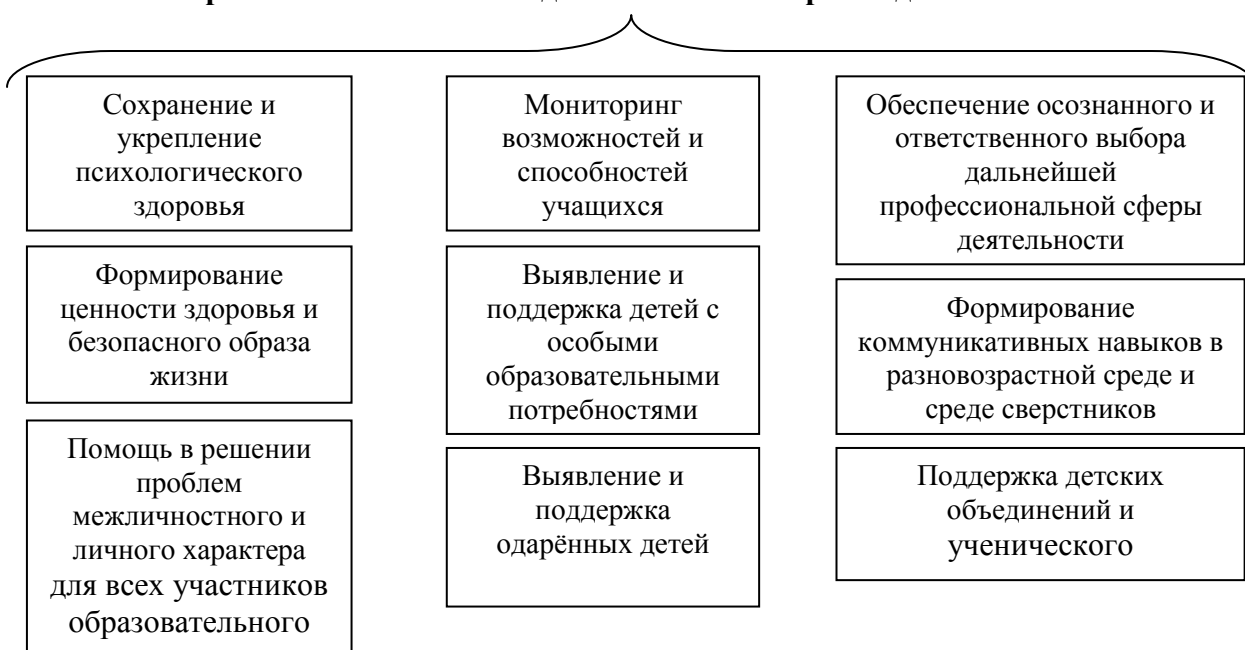 Сохранение и
укрепление
психологического
здоровья
Формирование
ценности здоровья и
безопасного образа
жизни
Помощь в решении
проблем
межличностного и
личного характера
для всех участников
образовательного
Мониторинг
возможностей и
способностей
учащихся
Выявление и
поддержка детей с
особыми
образовательными
потребностями
Выявление и
поддержка
одарённых детей
Обеспечение осознанного и
ответственного выбора
дальнейшей
профессиональной сферы
деятельности
Формирование
коммуникативных навыков в
разновозрастной среде и
среде сверстников
Поддержка детских
объединений и
ученического